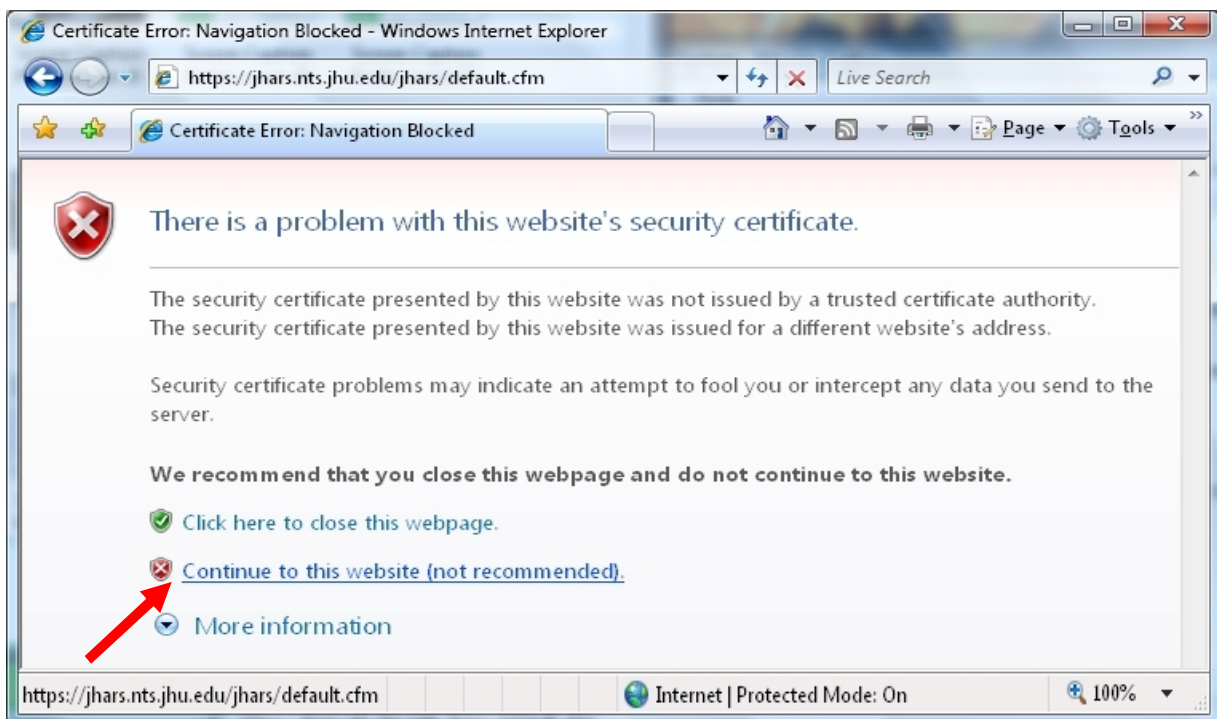 Certificate Error: Navigation Blocked - Windows Internet Explorer
https://jhars.nts.jhu.edu/jhars/default.cfm
Live Search
Certificate Error: Navigation Blocked
Page
Tools
There is a problem with this website's security certificate.
The security certificate presented by this website was not issued by a trusted certificate authority.
The security certificate presented by this website was issued for a different website's address.
Security certificate problems may indicate an attempt to fool you or intercept any data you send to the
server.
We recommend that you close this webpage and do not continue to this website.
Click here to close this webpage.
Continue to this website (not recommended).
More information
https://jhars.nts.jhu.edu/jhars/default.cfm
Internet | Protected Mode: On
100%